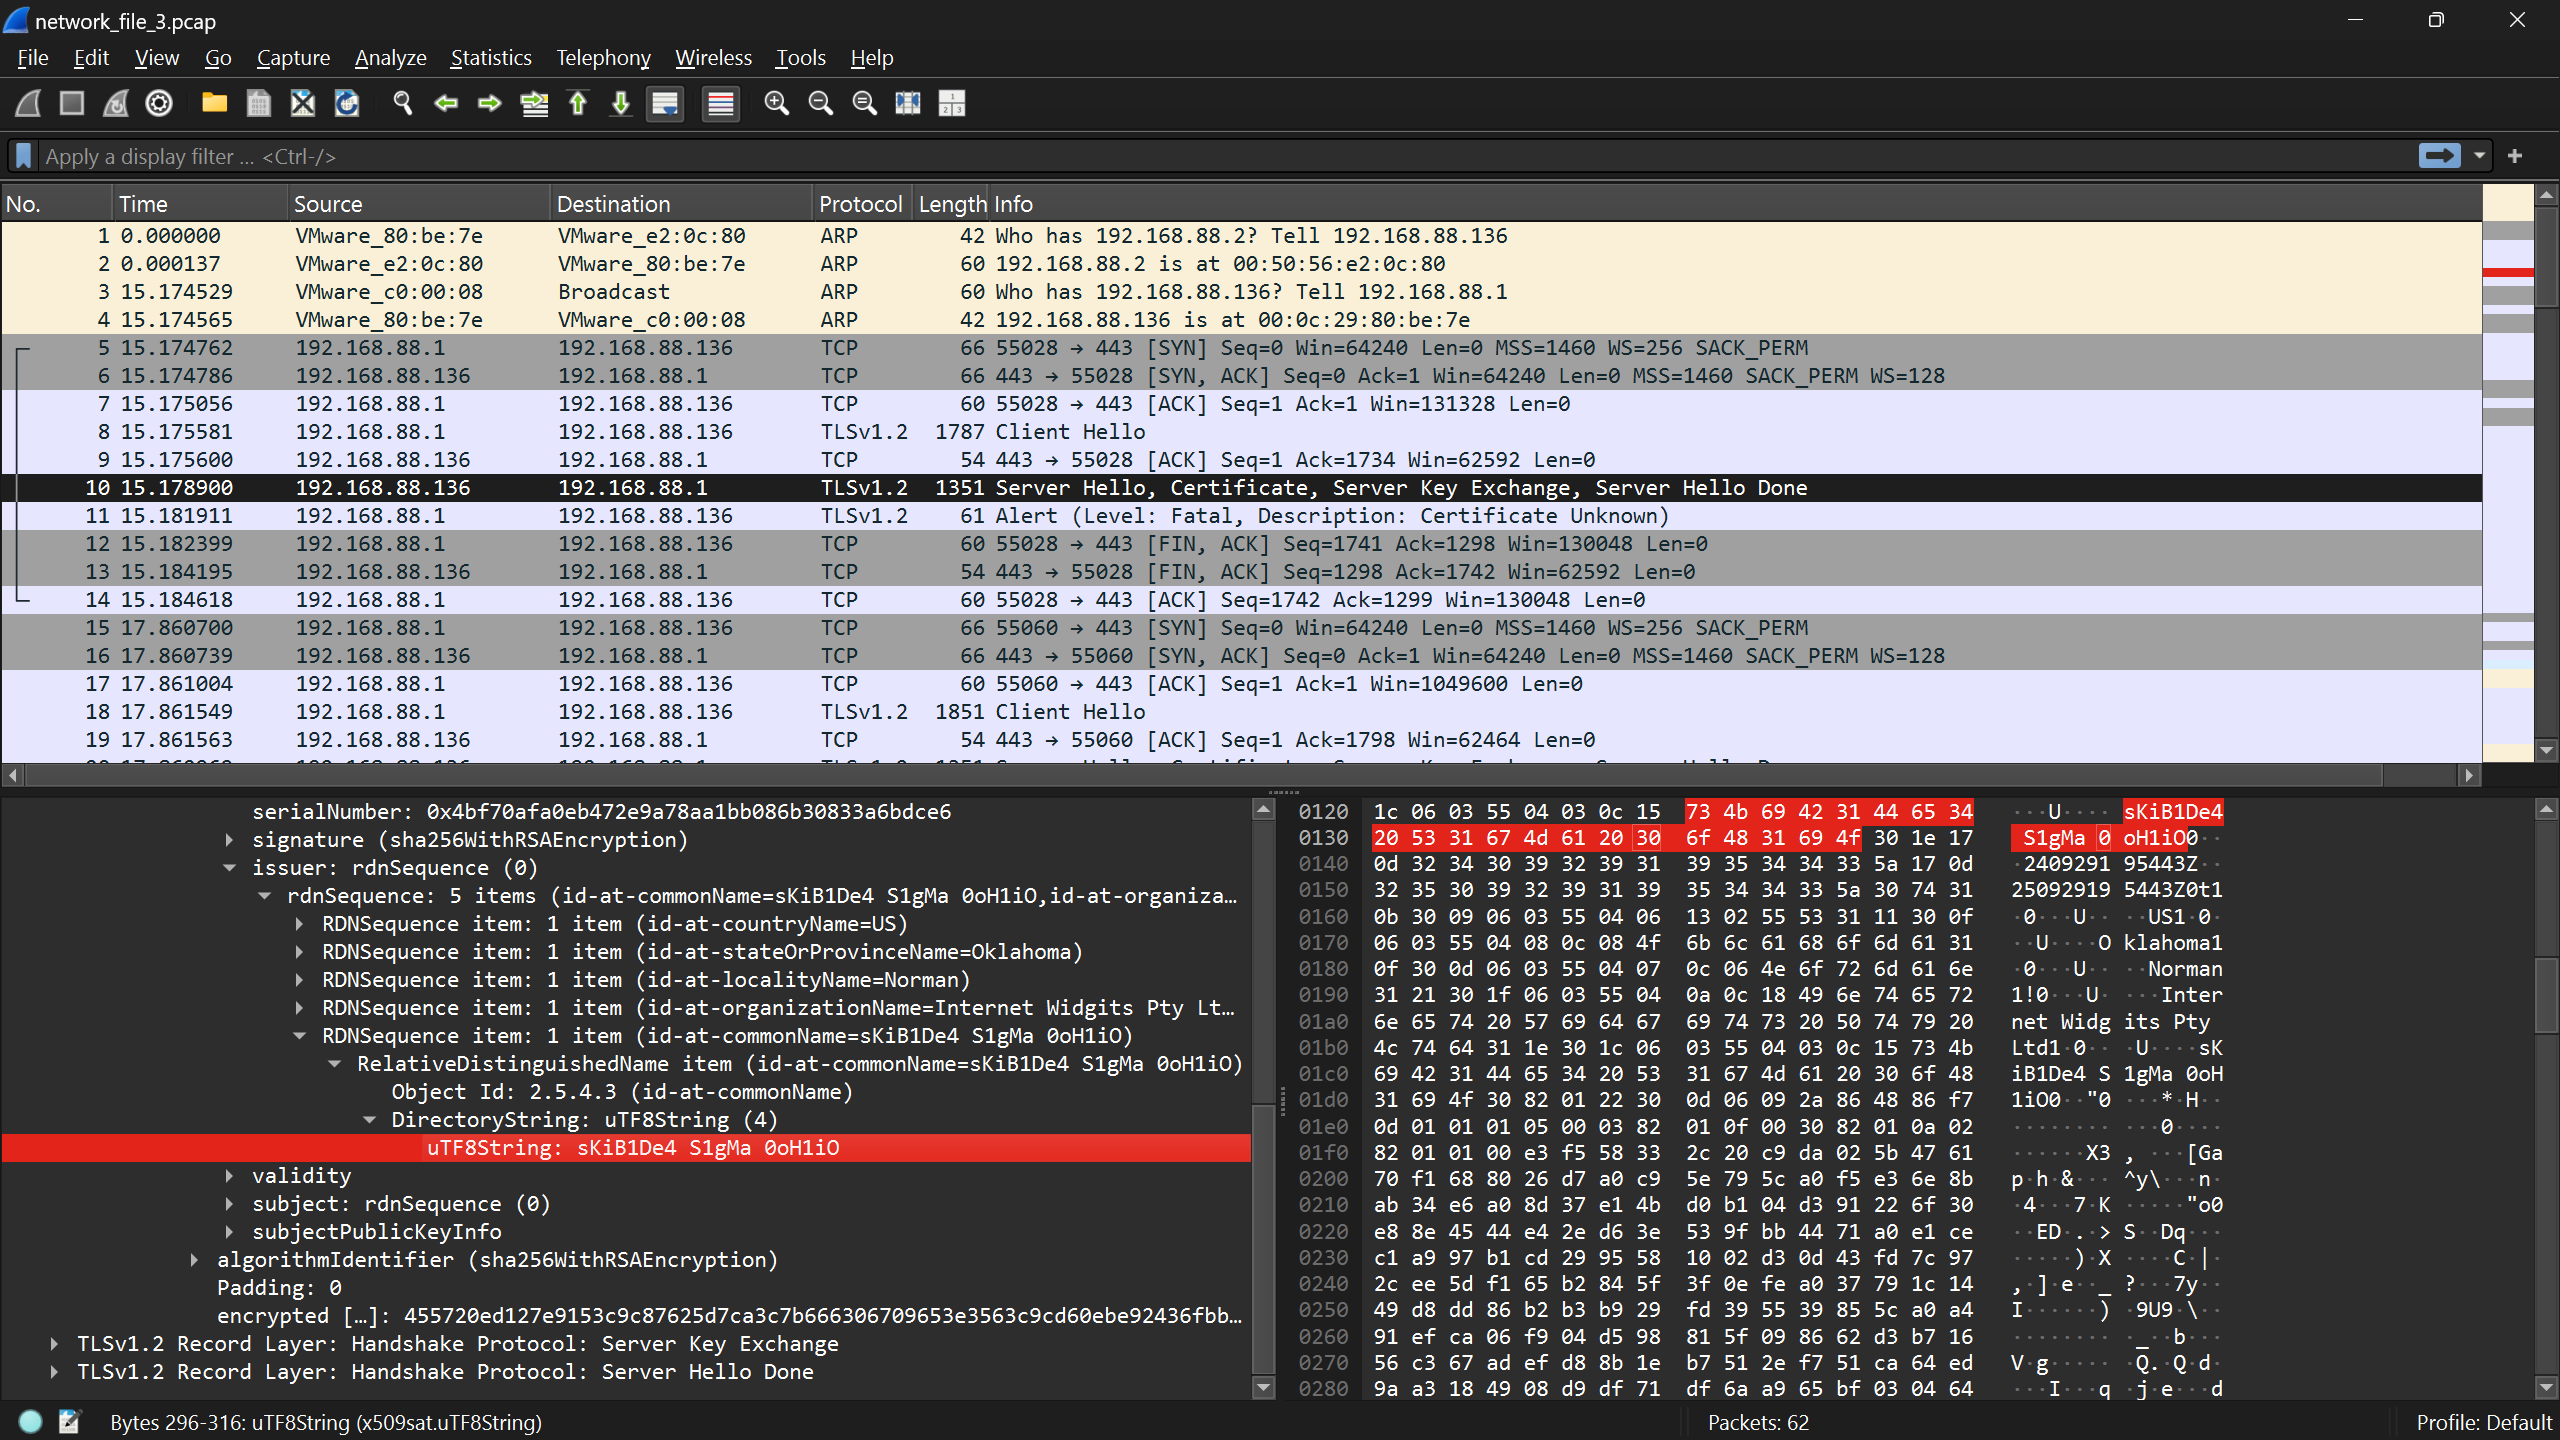 network_file_3.pcap
File Edit View Go Capture Analyze Statistics Telephony Wireless Tools Help
Apply a display filter ... <Ctrl-/>
No. Time Source Destination Protocol Length Info
1 0.000000 VMware_80:be:7e VMware_e2:0c:80 ARP 42 Who has 192.168.88.2? Tell 192.168.88.136
2 0.000137 VMware_e2:0c:80 VMware_80:be:7e ARP 60 192.168.88.2 is at 00:50:56:e2:0c:80
3 15.174529 VMware_c0:00:08 Broadcast ARP 60 Who has 192.168.88.136? Tell 192.168.88.1
4 15.174565 VMware_80:be:7e VMware_c0:00:08 ARP 42 192.168.88.136 is at 00:0c:29:80:be:7e
5 15.174762 192.168.88.1 192.168.88.136 TCP 66 55028 → 443 [SYN] Seq=0 Win=64240 Len=0 MSS=1460 WS=256 SACK_PERM
6 15.174786 192.168.88.136 192.168.88.1 TCP 66 443 → 55028 [SYN, ACK] Seq=0 Ack=1 Win=64240 Len=0 MSS=1460 SACK_PERM WS=128
7 15.175056 192.168.88.1 192.168.88.136 TCP 60 55028 → 443 [ACK] Seq=1 Ack=1 Win=131328 Len=0
8 15.175581 192.168.88.1 192.168.88.136 TLSv1.2 1787 Client Hello
9 15.175600 192.168.88.136 192.168.88.1 TCP 54 443 → 55028 [ACK] Seq=1 Ack=1734 Win=62592 Len=0
10 15.178900 192.168.88.136 192.168.88.1 TLSv1.2 1351 Server Hello, Certificate, Server Key Exchange, Server Hello Done
11 15.181911 192.168.88.1 192.168.88.136 TLSv1.2 61 Alert (Level: Fatal, Description: Certificate Unknown)
12 15.182399 192.168.88.1 192.168.88.136 TCP 60 55028 → 443 [FIN, ACK] Seq=1741 Ack=1298 Win=130048 Len=0
13 15.184195 192.168.88.136 192.168.88.1 TCP 54 443 → 55028 [FIN, ACK] Seq=1298 Ack=1742 Win=62592 Len=0
14 15.184618 192.168.88.1 192.168.88.136 TCP 60 55028 → 443 [ACK] Seq=1742 Ack=1299 Win=130048 Len=0
15 17.860700 192.168.88.1 192.168.88.136 TCP 66 55060 → 443 [SYN] Seq=0 Win=64240 Len=0 MSS=1460 WS=256 SACK_PERM
16 17.860739 192.168.88.136 192.168.88.1 TCP 66 443 → 55060 [SYN, ACK] Seq=0 Ack=1 Win=64240 Len=0 MSS=1460 SACK_PERM WS=128
17 17.861004 192.168.88.1 192.168.88.136 TCP 60 55060 → 443 [ACK] Seq=1 Ack=1 Win=1049600 Len=0
18 17.861549 192.168.88.1 192.168.88.136 TLSv1.2 1851 Client Hello
19 17.861563 192.168.88.136 192.168.88.1 TCP 54 443 → 55060 [ACK] Seq=1 Ack=1798 Win=62464 Len=0
serialNumber: 0x4bf70afa0eb472e9a78aa1bb086b30833a6bdce6
signature (sha256WithRSAEncryption)
issuer: rdnSequence (0)
rdnSequence: 5 items (id-at-commonName=sKiB1De4 S1gMa 0oH1iO,id-at-organiza…
RDNSequence item: 1 item (id-at-countryName=US)
RDNSequence item: 1 item (id-at-stateOrProvinceName=Oklahoma)
RDNSequence item: 1 item (id-at-localityName=Norman)
RDNSequence item: 1 item (id-at-organizationName=Internet Widgits Pty Lt…
RDNSequence item: 1 item (id-at-commonName=sKiB1De4 S1gMa 0oH1iO)
RelativeDistinguishedName item (id-at-commonName=sKiB1De4 S1gMa 0oH1iO)
Object Id: 2.5.4.3 (id-at-commonName)
DirectoryString: uTF8String (4)
uTF8String: sKiB1De4 S1gMa 0oH1iO
validity
subject: rdnSequence (0)
subjectPublicKeyInfo
algorithmIdentifier (sha256WithRSAEncryption)
Padding: 0
encrypted […]: 455720ed127e9153c9c87625d7ca3c7b666306709653e3563c9cd60ebe92436fbb…
TLSv1.2 Record Layer: Handshake Protocol: Server Key Exchange
TLSv1.2 Record Layer: Handshake Protocol: Server Hello Done
0120 1c 06 03 55 04 03 0c 15 73 4b 69 42 31 44 65 34 ···U···· sKiB1De4
0130 20 53 31 67 4d 61 20 30 6f 48 31 69 4f 30 1e 17 S1gMa 0 oH1iO0··
0140 0d 32 34 30 39 32 39 31 39 35 34 34 33 5a 17 0d ·2409291 95443Z··
0150 32 35 30 39 32 39 31 39 35 34 34 33 5a 30 74 31 25092919 5443Z0t1
0160 0b 30 09 06 03 55 04 06 13 02 55 53 31 11 30 0f ·0···U·· ··US1·0·
0170 06 03 55 04 08 0c 08 4f 6b 6c 61 68 6f 6d 61 31 ··U····O klahoma1
0180 0f 30 0d 06 03 55 04 07 0c 06 4e 6f 72 6d 61 6e ·0···U·· ··Norman
0190 31 21 30 1f 06 03 55 04 0a 0c 18 49 6e 74 65 72 1!0···U· ···Inter
01a0 6e 65 74 20 57 69 64 67 69 74 73 20 50 74 79 20 net Widg its Pty
01b0 4c 74 64 31 1e 30 1c 06 03 55 04 03 0c 15 73 4b Ltd1·0·· ·U····sK
01c0 69 42 31 44 65 34 20 53 31 67 4d 61 20 30 6f 48 iB1De4 S 1gMa 0oH
01d0 31 69 4f 30 82 01 22 30 0d 06 09 2a 86 48 86 f7 1iO0··"0 ···*·H··
01e0 0d 01 01 01 05 00 03 82 01 0f 00 30 82 01 0a 02 ········ ···0····
01f0 82 01 01 00 e3 f5 58 33 2c 20 c9 da 02 5b 47 61 ······X3 , ···[Ga
0200 70 f1 68 80 26 d7 a0 c9 5e 79 5c a0 f5 e3 6e 8b p·h·&··· ^y\···n·
0210 ab 34 e6 a0 8d 37 e1 4b d0 b1 04 d3 91 22 6f 30 ·4···7·K ·····"o0
0220 e8 8e 45 44 e4 2e d6 3e 53 9f bb 44 71 a0 e1 ce ··ED·.·> S··Dq···
0230 c1 a9 97 b1 cd 29 95 58 10 02 d3 0d 43 fd 7c 97 ·····)·X ····C·|·
0240 2c ee 5d f1 65 b2 84 5f 3f 0e fe a0 37 79 1c 14 ,·]·e··_ ?···7y··
0250 49 d8 dd 86 b2 b3 b9 29 fd 39 55 39 85 5c a0 a4 I······) ·9U9·\··
0260 91 ef ca 06 f9 04 d5 98 81 5f 09 86 62 d3 b7 16 ········ ·_··b···
0270 56 c3 67 ad ef d8 8b 1e b7 51 2e f7 51 ca 64 ed V·g····· ·Q.·Q·d·
0280 9a a3 18 49 08 d9 df 71 df 6a a9 65 bf 03 04 64 ···I···q ·j·e···d
Bytes 296-316: uTF8String (x509sat.uTF8String) Packets: 62 Profile: Default